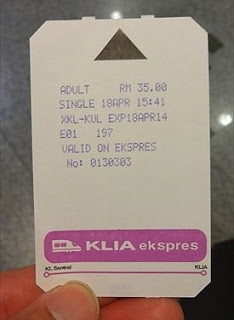 ADULT RM 35.00
SINGLE 18APR 15:41
XKL-KUL EXP18APR14
E01 197
VALID ON EKSPRES
No: 0130303
KLIA ekspres
KL Sentral KLIA